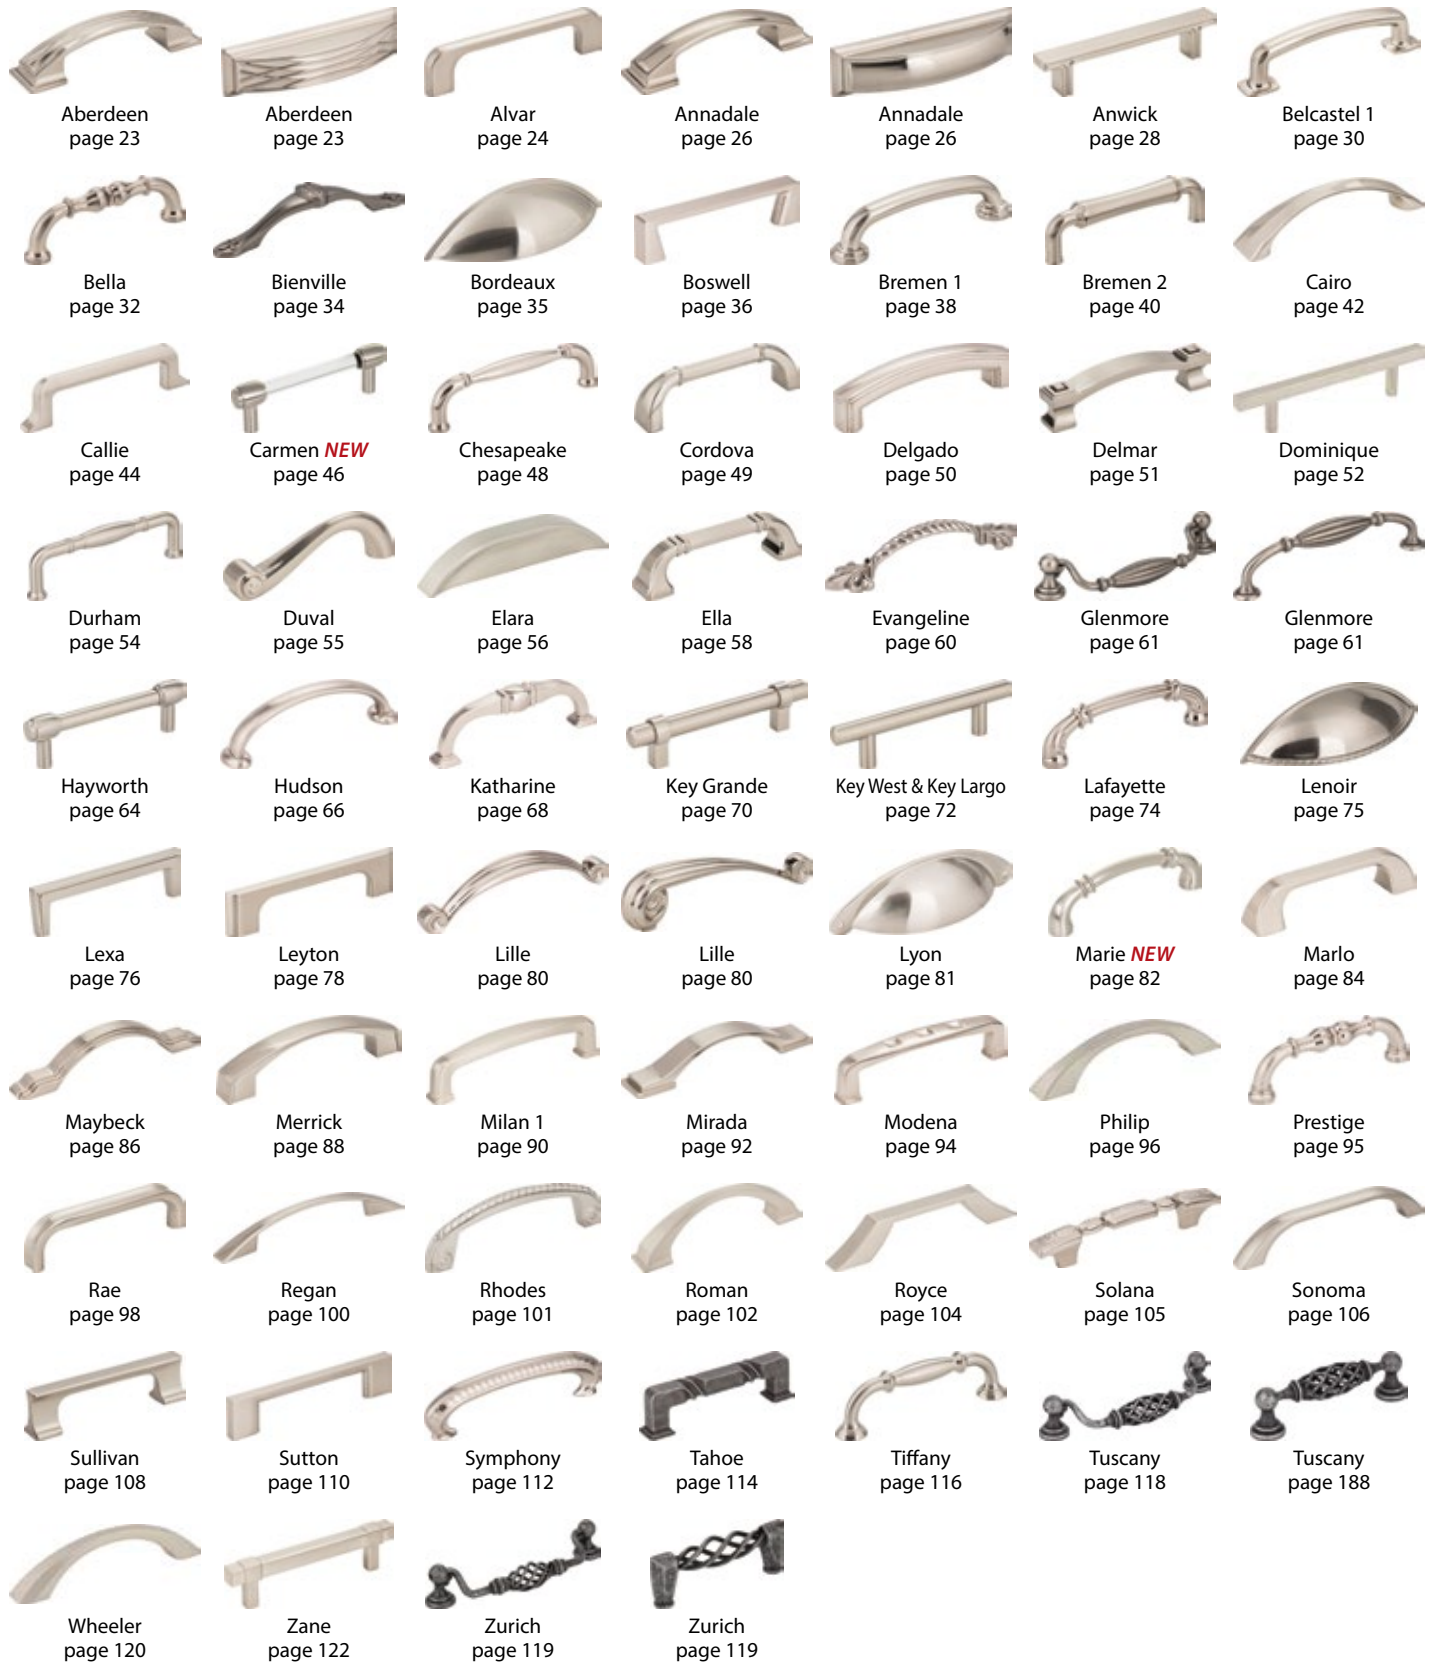 Aberdeen
page 23
Aberdeen
page 23
Alvar
page 24
Annadale
page 26
Annadale
page 26
Anwick
page 28
Belcastel 1
page 30
Bella
page 32
Bienville
page 34
Bordeaux
page 35
Boswell
page 36
Bremen 1
page 38
Bremen 2
page 40
Cairo
page 42
Callie
page 44
Carmen NEW
page 46
Chesapeake
page 48
Cordova
page 49
Delgado
page 50
Delmar
page 51
Dominique
page 52
Durham
page 54
Duval
page 55
Elara
page 56
Ella
page 58
Evangeline
page 60
Glenmore
page 61
Glenmore
page 61
Hayworth
page 64
Hudson
page 66
Katharine
page 68
Key Grande
page 70
Key West & Key Largo
page 72
Lafayette
page 74
Lenoir
page 75
Lexa
page 76
Leyton
page 78
Lille
page 80
Lille
page 80
Lyon
page 81
Marie NEW
page 82
Marlo
page 84
Maybeck
page 86
Merrick
page 88
Milan 1
page 90
Mirada
page 92
Modena
page 94
Philip
page 96
Prestige
page 95
Rae
page 98
Regan
page 100
Rhodes
page 101
Roman
page 102
Royce
page 104
Solana
page 105
Sonoma
page 106
Sullivan
page 108
Sutton
page 110
Symphony
page 112
Tahoe
page 114
Tiffany
page 116
Tuscany
page 118
Tuscany
page 188
Wheeler
page 120
Zane
page 122
Zurich
page 119
Zurich
page 119